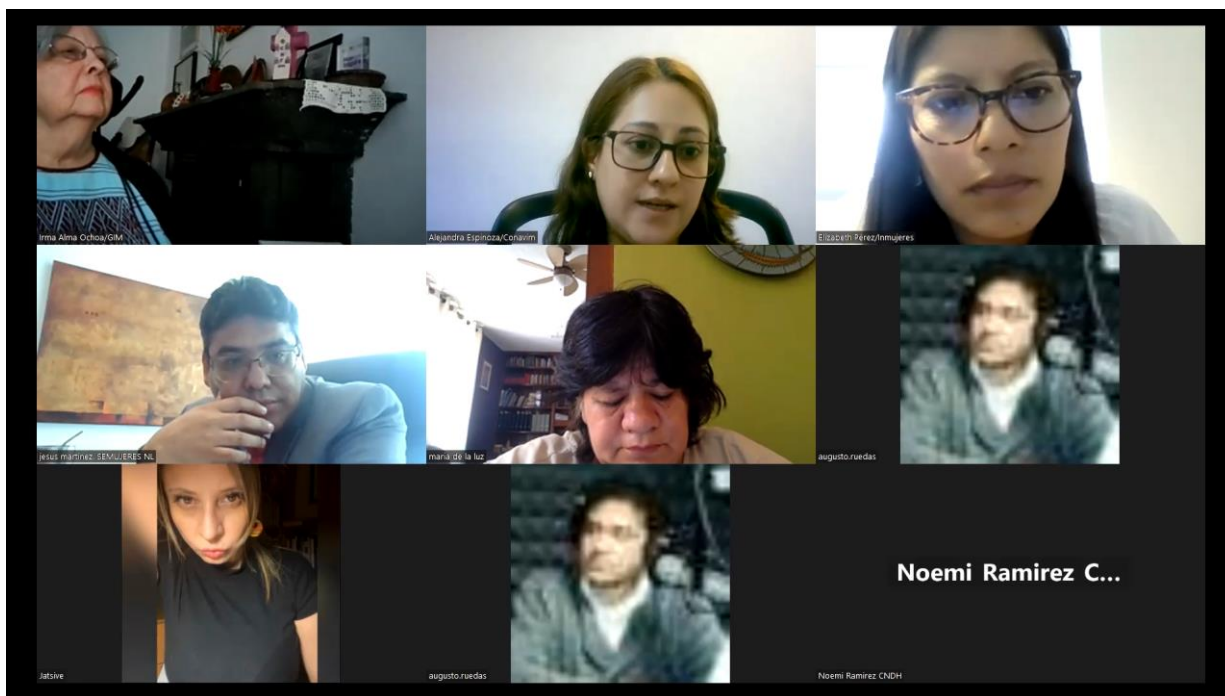 Irma Alma Ochoa/GIM
Alejandra Espinoza/Conavim
Elizabeth Pérez/Inmujeres
jesus martinez. SEMUJERES NL
maria de la luz
augusto.ruedas
Noemi Ramirez C...
Jatsive
augusto.ruedas
Noemi Ramirez CNDH